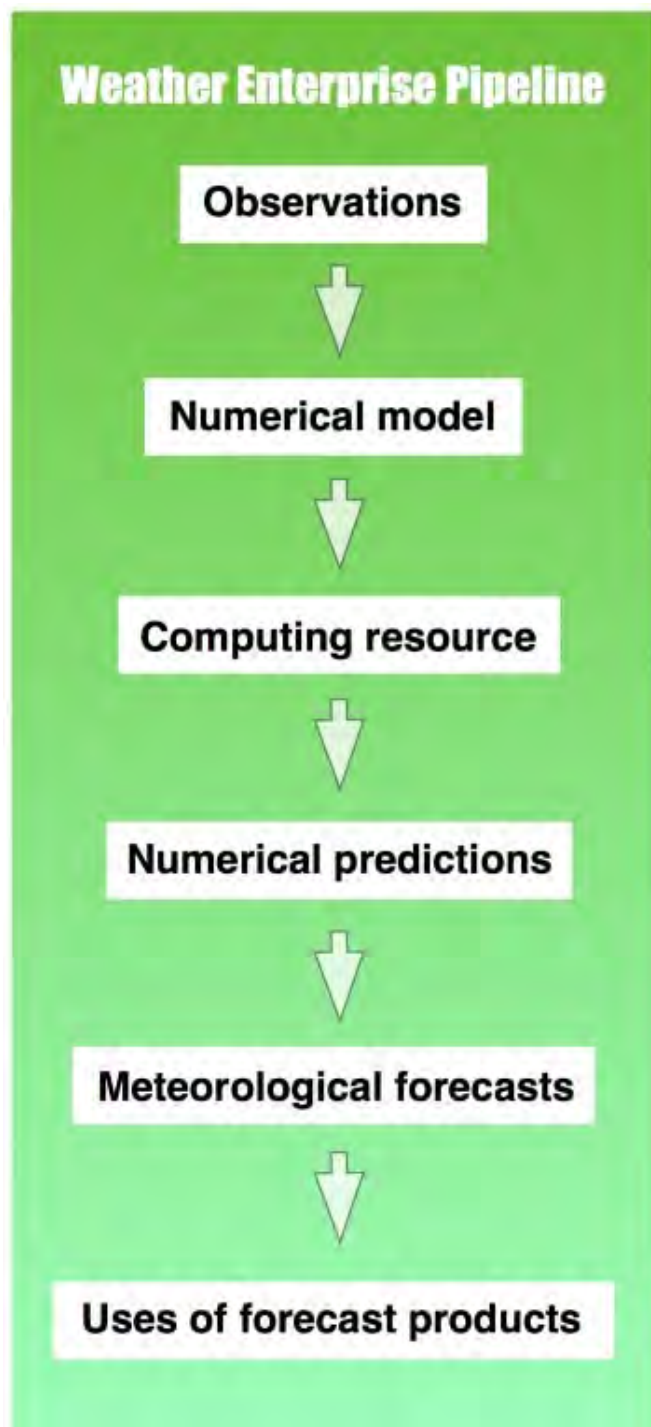 Weather Enterprise Pipeline
Observations
Numerical model
Computing resource
Numerical predictions
Meteorological forecasts
Uses of forecast products